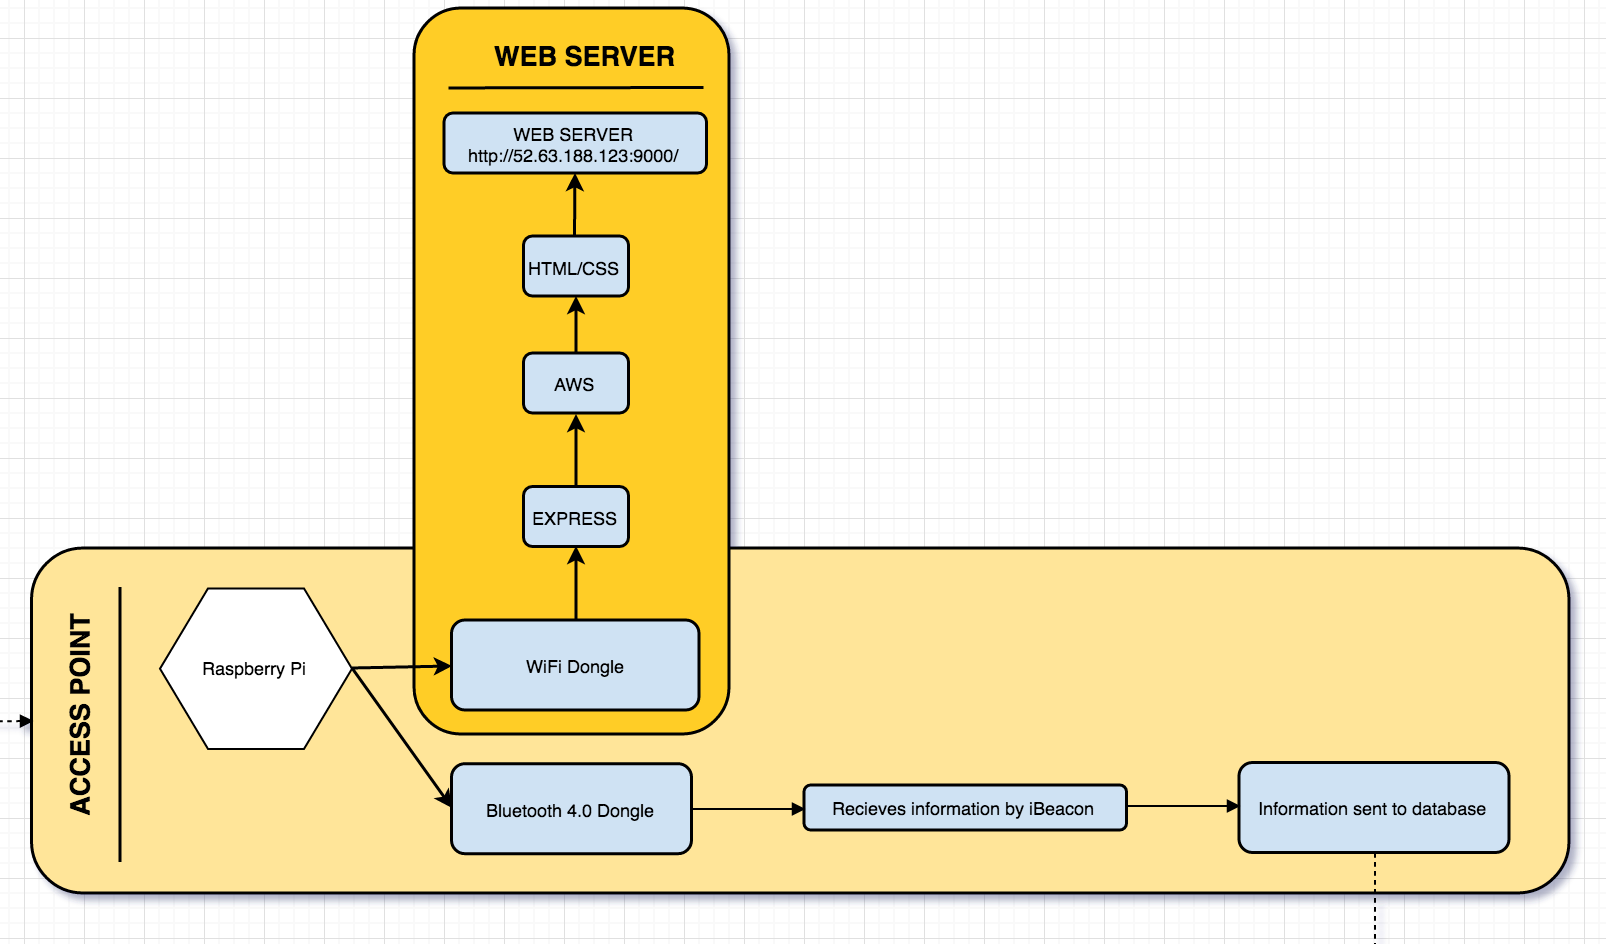 WEB SERVER
WEB SERVER
http://52.63.188.123:9000/
HTML/CSS
AWS
EXPRESS
ACCESS POINT
Raspberry Pi
WiFi Dongle
Bluetooth 4.0 Dongle
Recieves information by iBeacon
Information sent to database